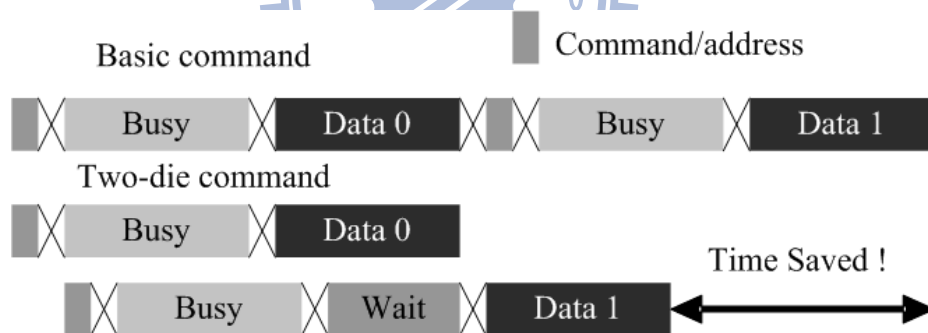 Basic command
Command/address
Busy Data 0 Busy Data 1
Two-die command
Busy Data 0
Time Saved !
Busy Wait Data 1